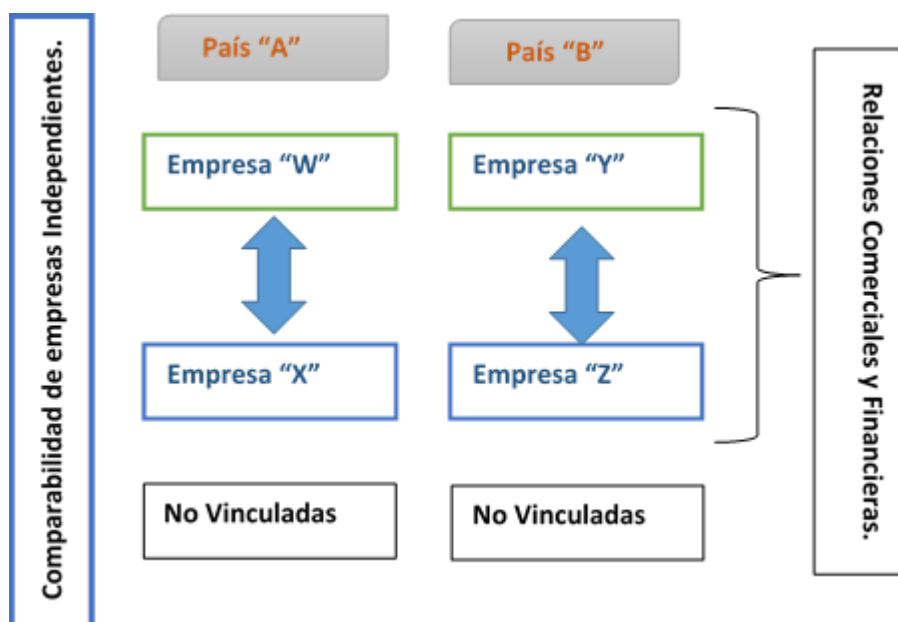 Comparabilidad de empresas Independientes.
País “A”
País “B”
Empresa “W”
Empresa “Y”
Empresa “X”
Empresa “Z”
No Vinculadas
No Vinculadas
Relaciones Comerciales y Financieras.